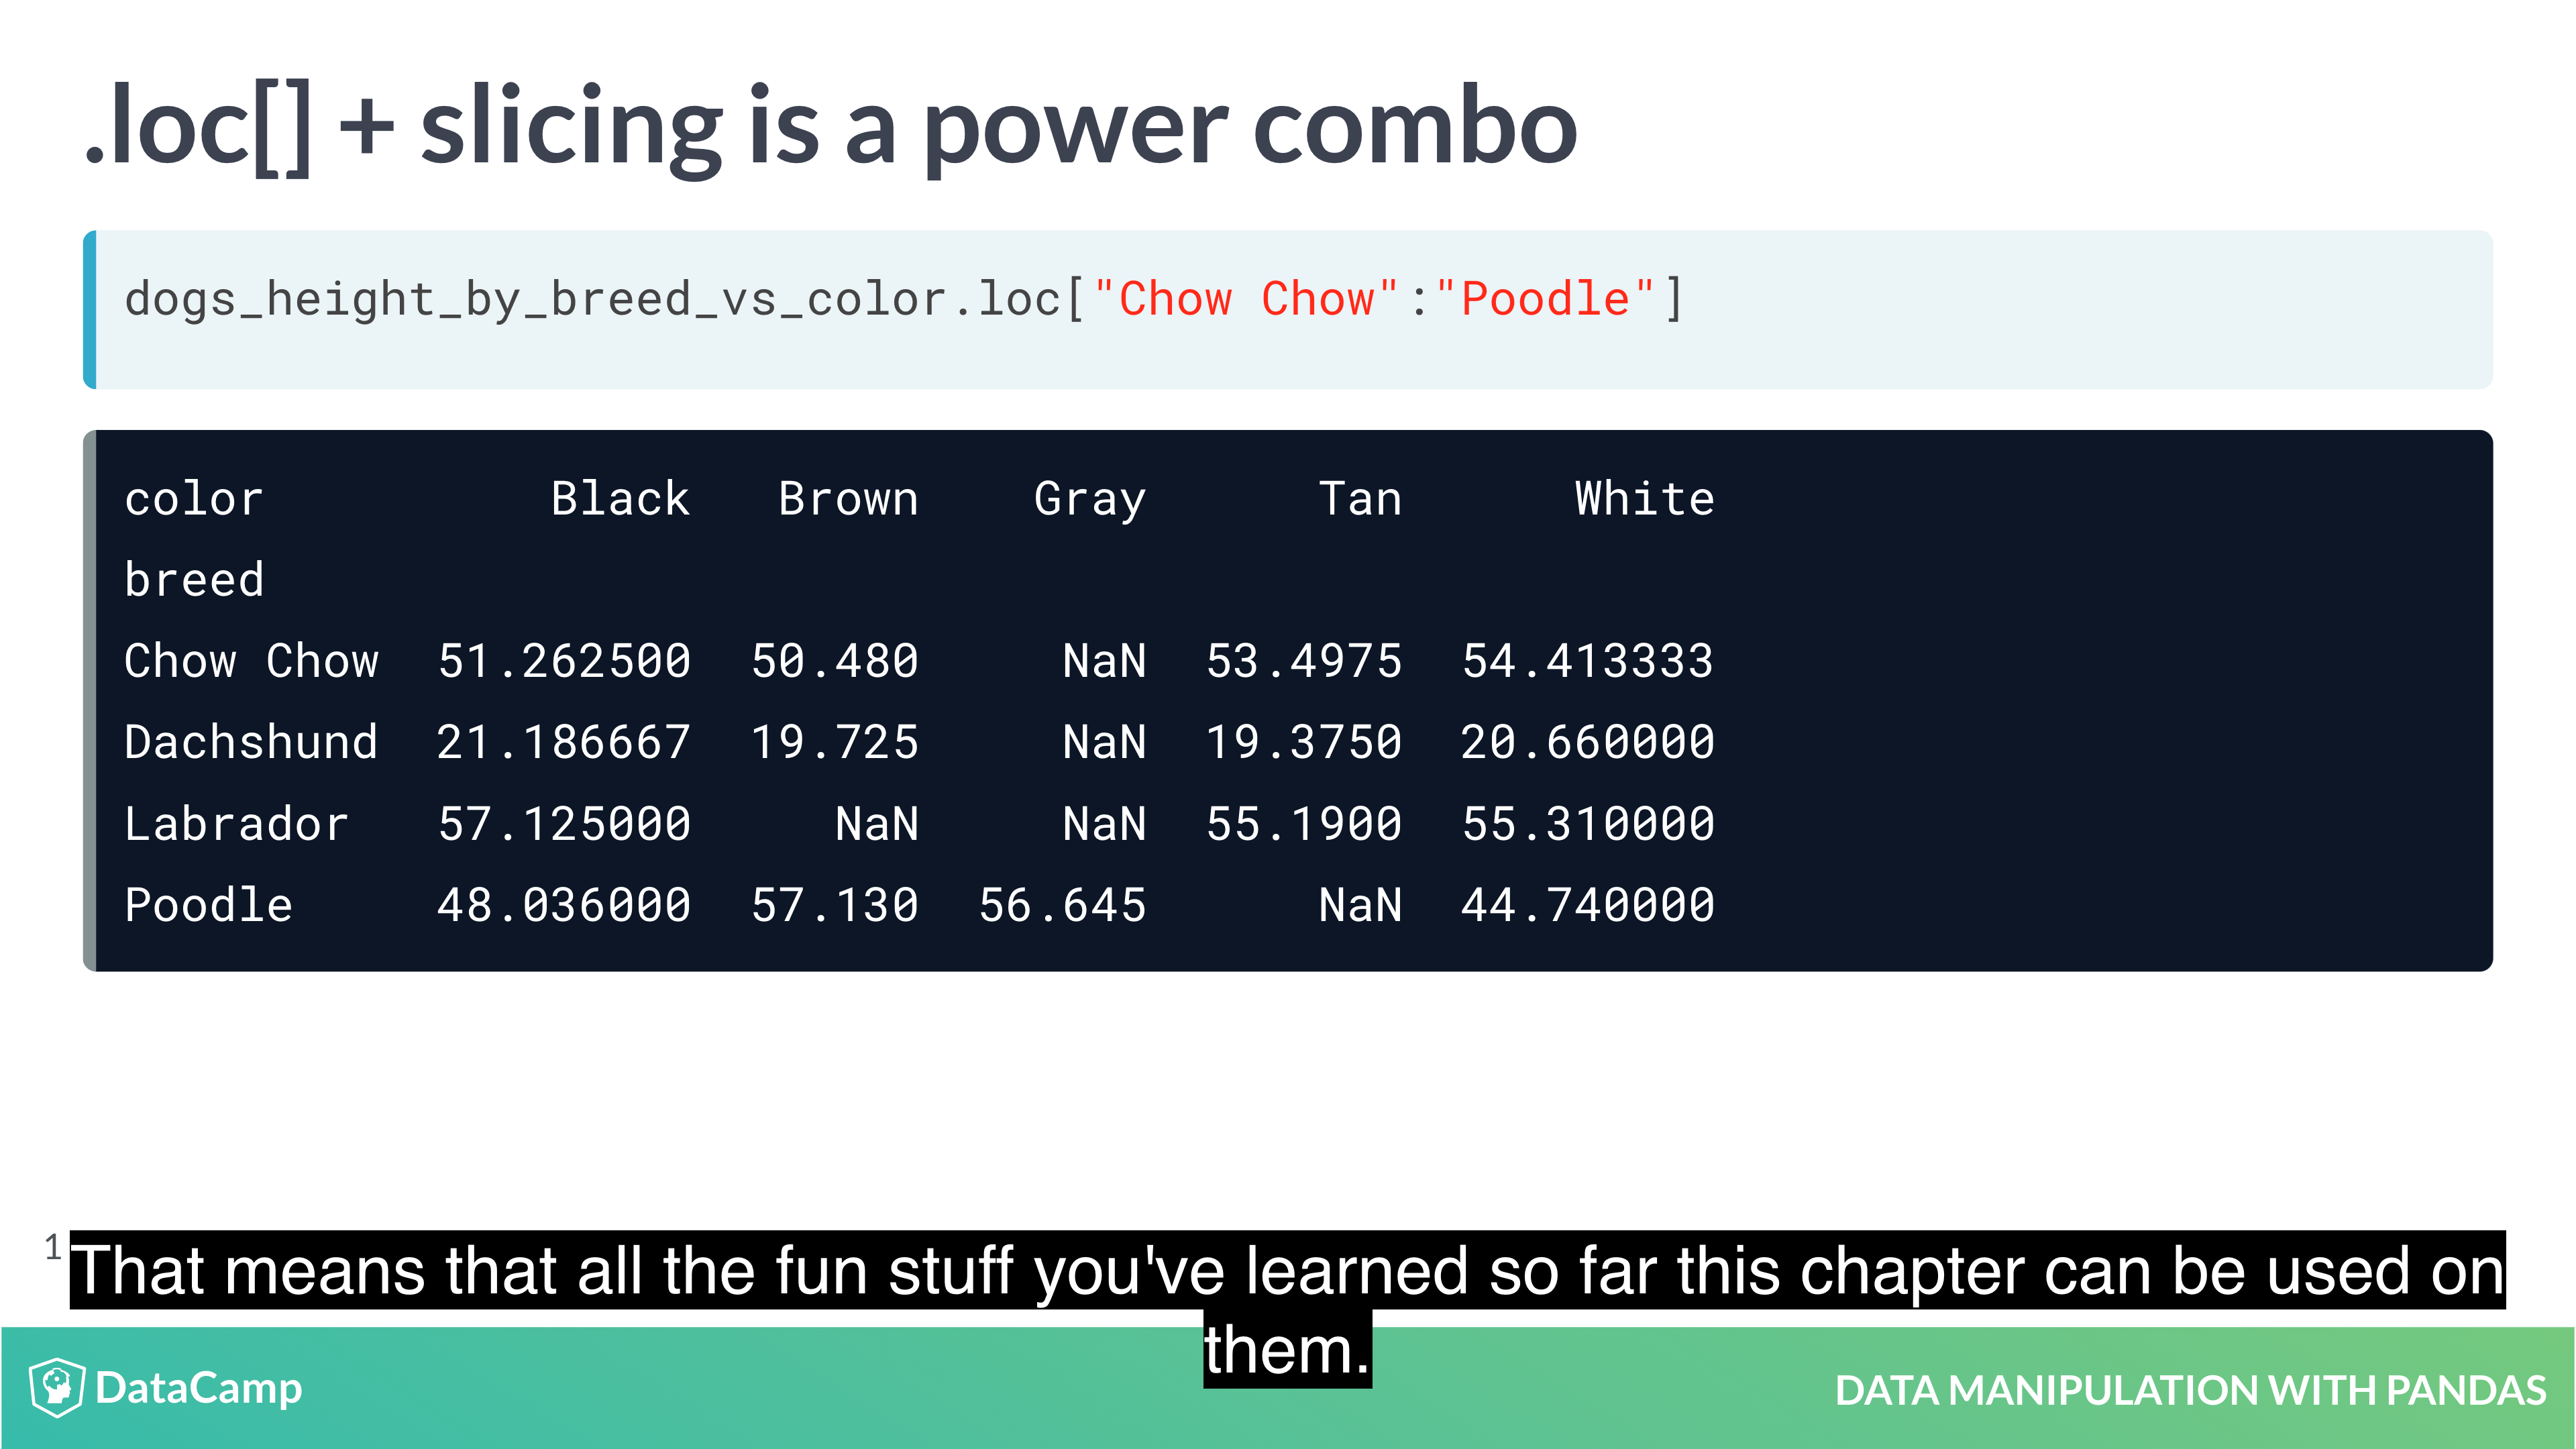 .loc[] + slicing is a power combo
dogs_height_by_breed_vs_color.loc["Chow Chow":"Poodle"]
color          Black   Brown    Gray      Tan      White
breed
Chow Chow  51.262500  50.480     NaN  53.4975  54.413333
Dachshund  21.186667  19.725     NaN  19.3750  20.660000
Labrador   57.125000     NaN     NaN  55.1900  55.310000
Poodle     48.036000  57.130  56.645      NaN  44.740000
1
That means that all the fun stuff you've learned so far this chapter can be used on
them.
DataCamp
DATA MANIPULATION WITH PANDAS